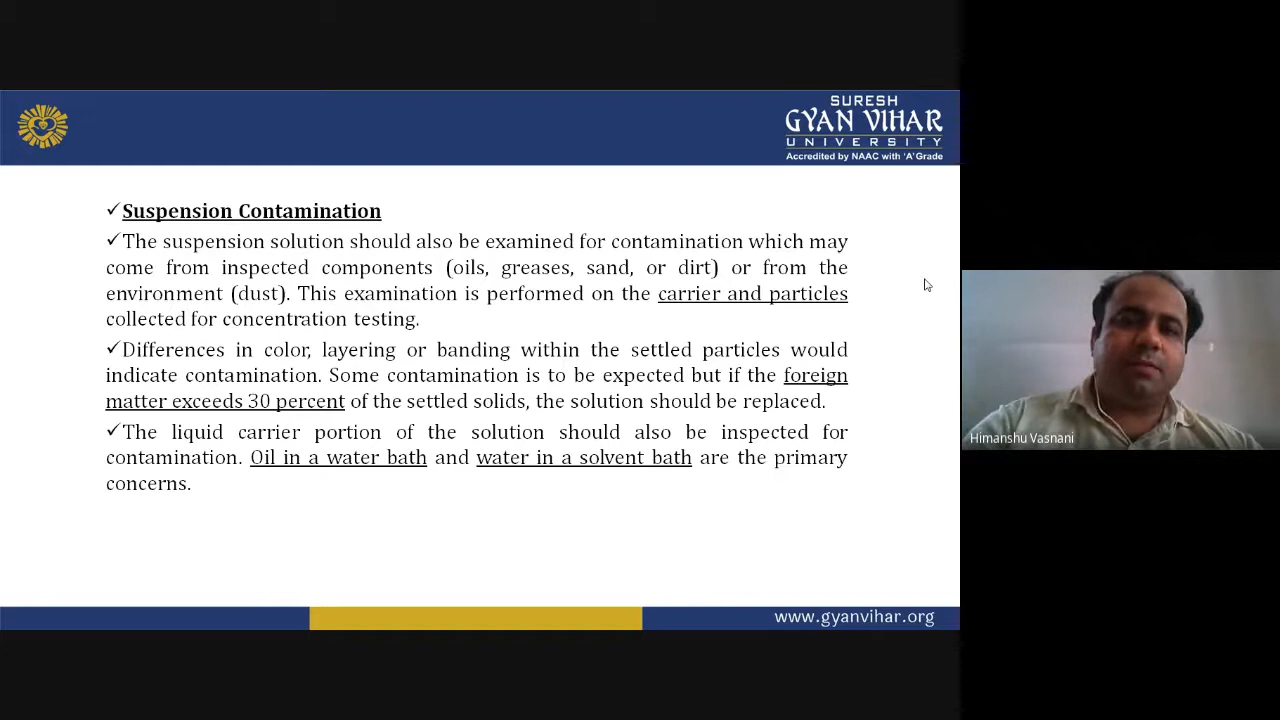 SURESH
GYAN VIHAR
UNIVERSITY
Accredited by NAAC with 'A' Grade
✓Suspension Contamination
✓The suspension solution should also be examined for contamination which may
come from inspected components (oils, greases, sand, or dirt) or from the
environment (dust). This examination is performed on the carrier and particles
collected for concentration testing.
✓Differences in color, layering or banding within the settled particles would
indicate contamination. Some contamination is to be expected but if the foreign
matter exceeds 30 percent of the settled solids, the solution should be replaced.
✓The liquid carrier portion of the solution should also be inspected for
contamination. Oil in a water bath and water in a solvent bath are the primary
concerns.
www.gyanvihar.org
Himanshu Vasnani